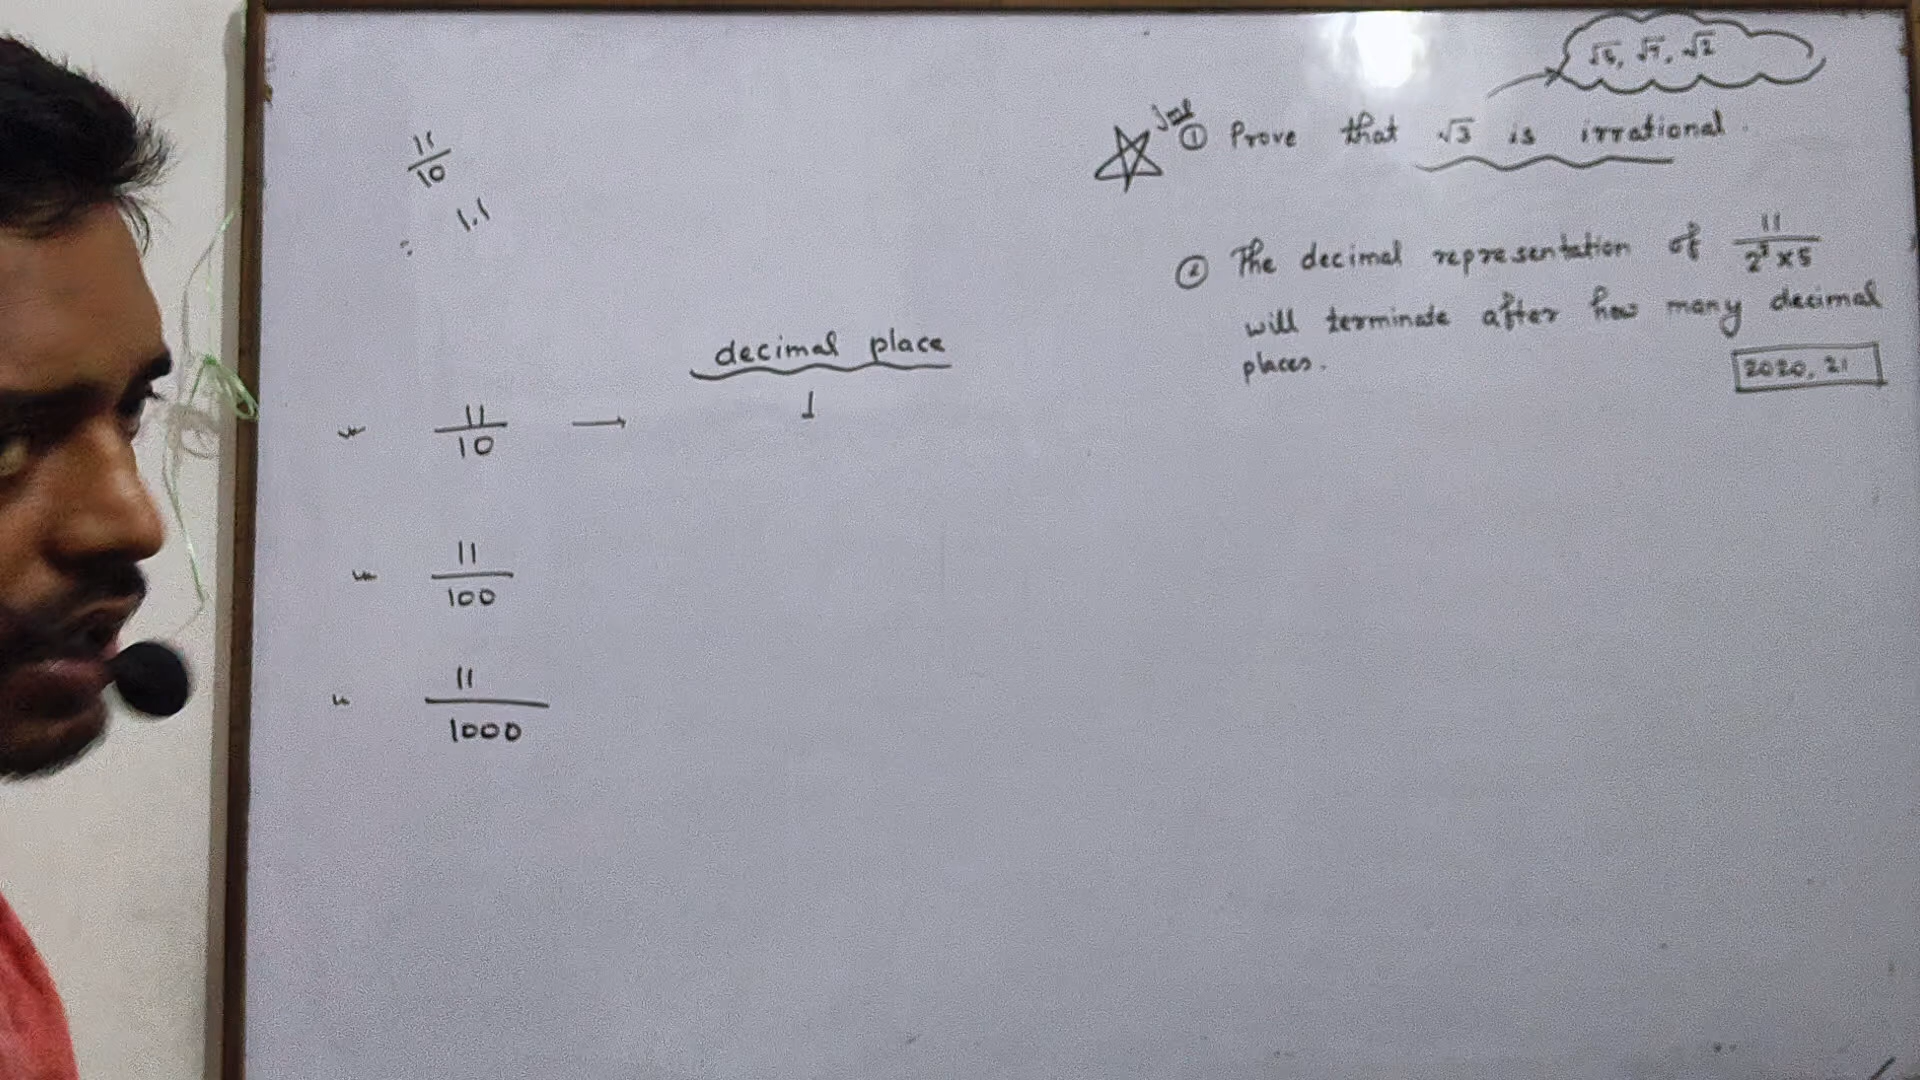 11/10
1.1
decimal place
11/10 → 1
11/100
11/1000
√5, √7, √2
① Prove that √3 is irrational.
② The decimal representation of 11/(2³×5)
will terminate after how many decimal
places.
2020, 21